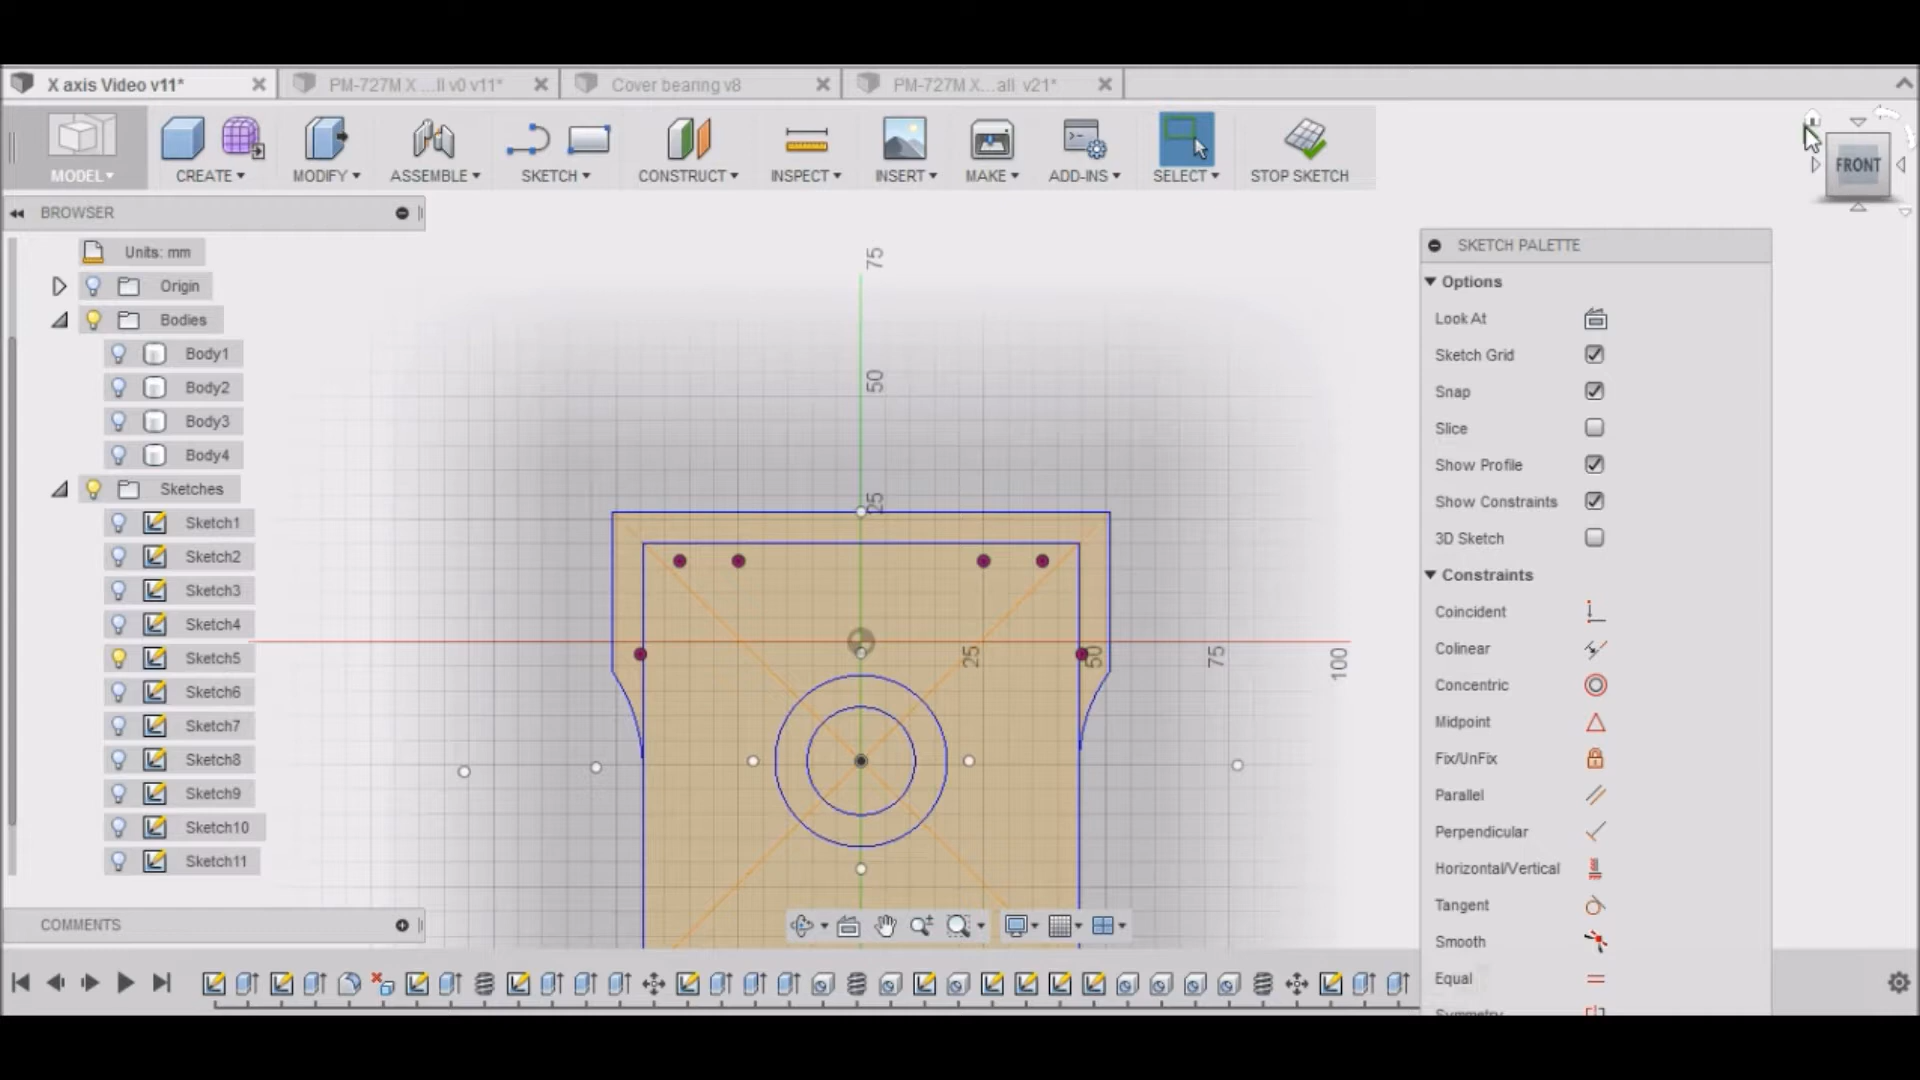 X axis Video v11*
PM-727M X ...ll v0 v11*
Cover bearing v8
PM-727M X...all v21*
MODEL
CREATE
MODIFY
ASSEMBLE
SKETCH
CONSTRUCT
INSPECT
INSERT
MAKE
ADD-INS
SELECT
STOP SKETCH
FRONT
BROWSER
Units: mm
Origin
Bodies
Body1
Body2
Body3
Body4
Sketches
Sketch1
Sketch2
Sketch3
Sketch4
Sketch5
Sketch6
Sketch7
Sketch8
Sketch9
Sketch10
Sketch11
COMMENTS
75
50
25
25
50
75
100
SKETCH PALETTE
Options
Look At
Sketch Grid
Snap
Slice
Show Profile
Show Constraints
3D Sketch
Constraints
Coincident
Colinear
Concentric
Midpoint
Fix/UnFix
Parallel
Perpendicular
Horizontal/Vertical
Tangent
Smooth
Equal